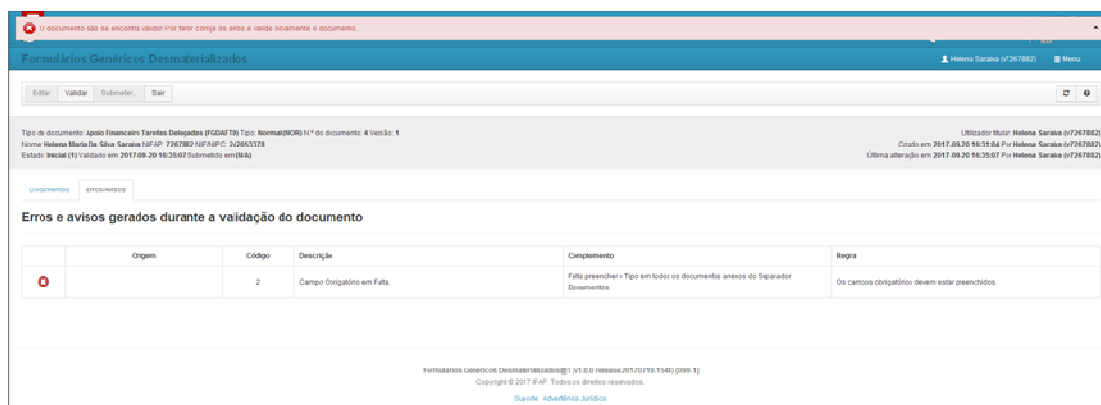 O documento não se encontra válido! Por favor corrija os erros e valide novamente o documento.
Formulários Genéricos Desmaterializados
Helena Saraiva (v7267882) Menu
Editar Validar Submeter... Sair
Tipo de documento: Apoio Financeiro Tarefas Delegadas (FGDAFTD) Tipo: Normal(NOR) N.º do documento: 4 Versão: 1
Utilizador titular: Helena Saraiva (v7267882)
Nome: Helena Maria Da Silva Saraiva NIFAP: 7267882 NIF/NIPC:
Criado em 2017-09-20 16:31:04 Por Helena Saraiva (v7267882)
Estado: Inicial (1) Validado em 2017-09-20 16:35:07 Submetido em (N/A)
Última alteração em 2017-09-20 16:35:07 Por Helena Saraiva (v7267882)
Documentos Erros/Avisos
Erros e avisos gerados durante a validação do documento
Origem Código Descrição Complemento Regra
2 Campo Obrigatório em Falta. Falta preencher o Tipo em todos os documentos anexos do Separador Documentos Os campos obrigatórios devem estar preenchidos.
Formulários Genéricos Desmaterializados@
Copyright © 2017 IFAP. Todos os direitos reservados.
Suporte Advertência Jurídica